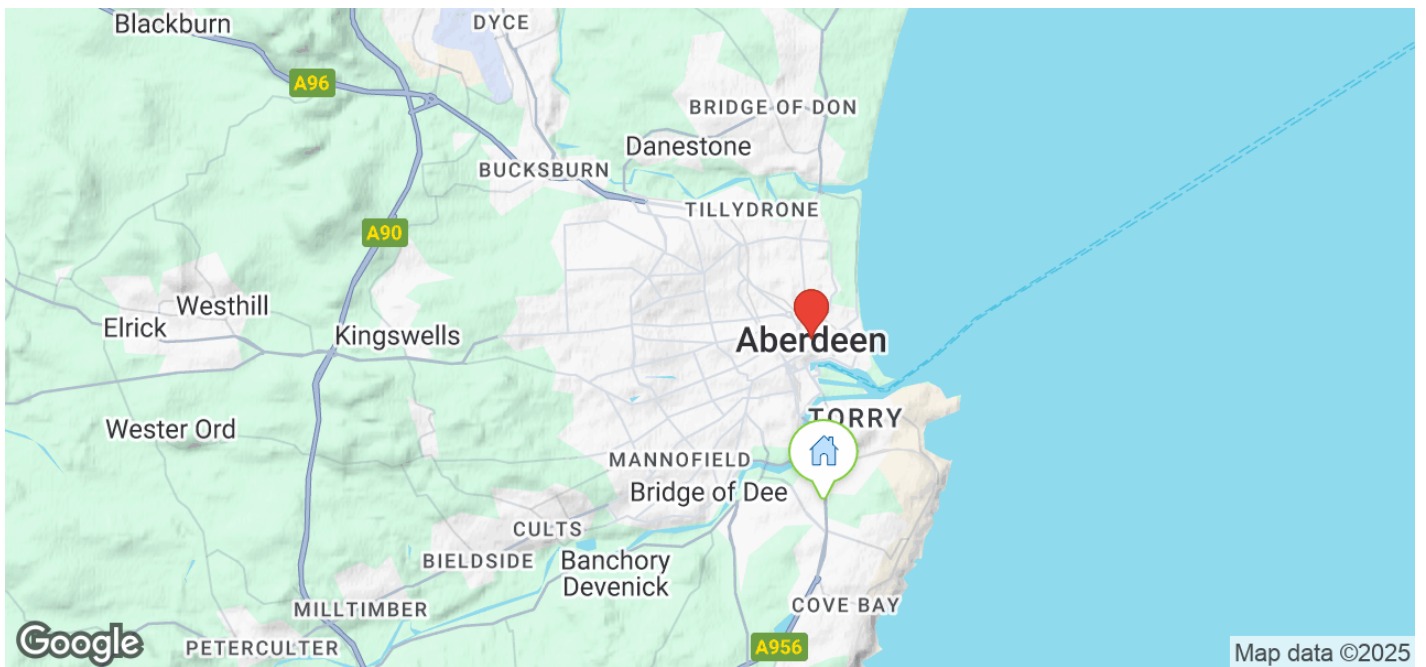 Blackburn
DYCE
A96
BRIDGE OF DON
Danestone
BUCKSBURN
TILLYDRONE
A90
Westhill
Elrick
Kingswells
Aberdeen
Wester Ord
TORRY
MANNOFIELD
Bridge of Dee
CULTS
BIELDSIDE
Banchory
Devenick
MILLTIMBER
COVE BAY
PETERCULTER
A956
Google
Map data ©2025